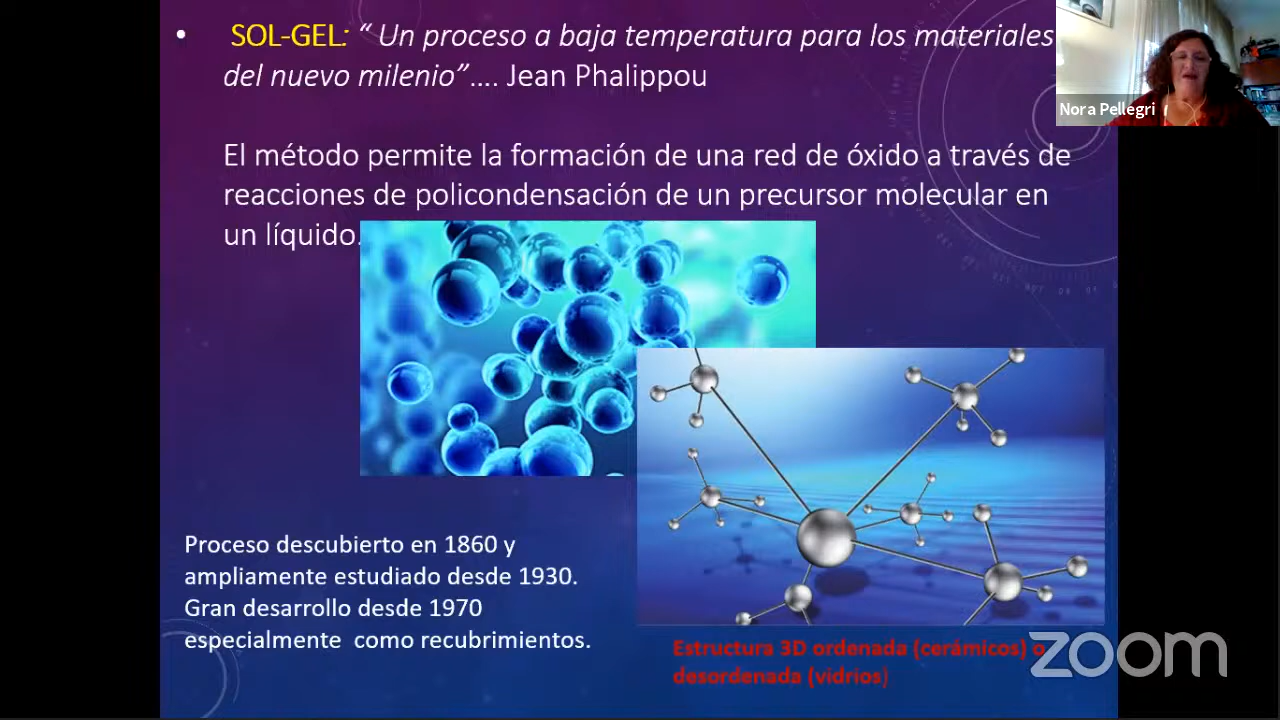 • SOL-GEL: “ Un proceso a baja temperatura para los materiales
del nuevo milenio”.... Jean Phalippou
Nora Pellegri
El método permite la formación de una red de óxido a través de
reacciones de policondensación de un precursor molecular en
un líquido.
Proceso descubierto en 1860 y
ampliamente estudiado desde 1930.
Gran desarrollo desde 1970
especialmente como recubrimientos.
Estructura 3D ordenada (cerámicos) o
desordenada (vidrios)
zoom